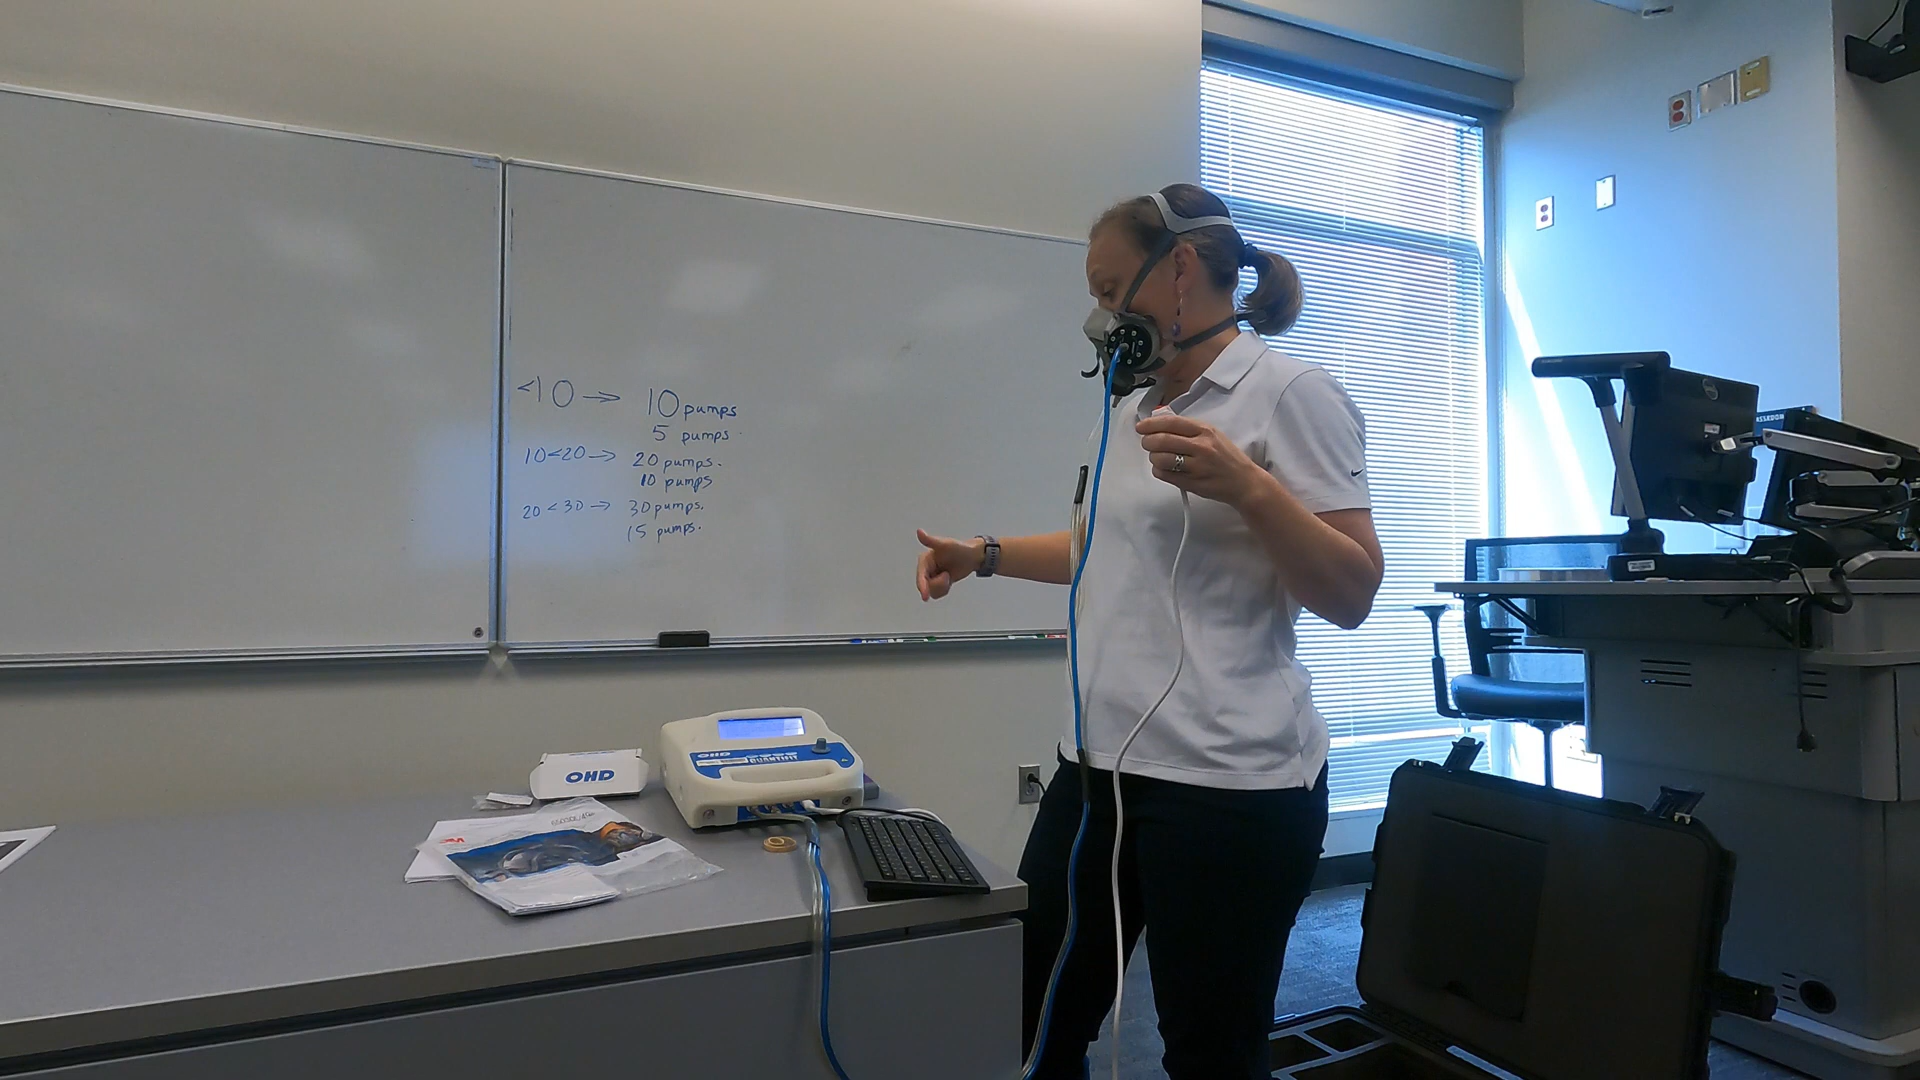 <10 → 10 pumps
5 pumps
10<20 → 20 pumps.
10 pumps
20 < 30 → 30 pumps.
15 pumps.
OHD
OHD
QUANTIFIT
3M
DELL